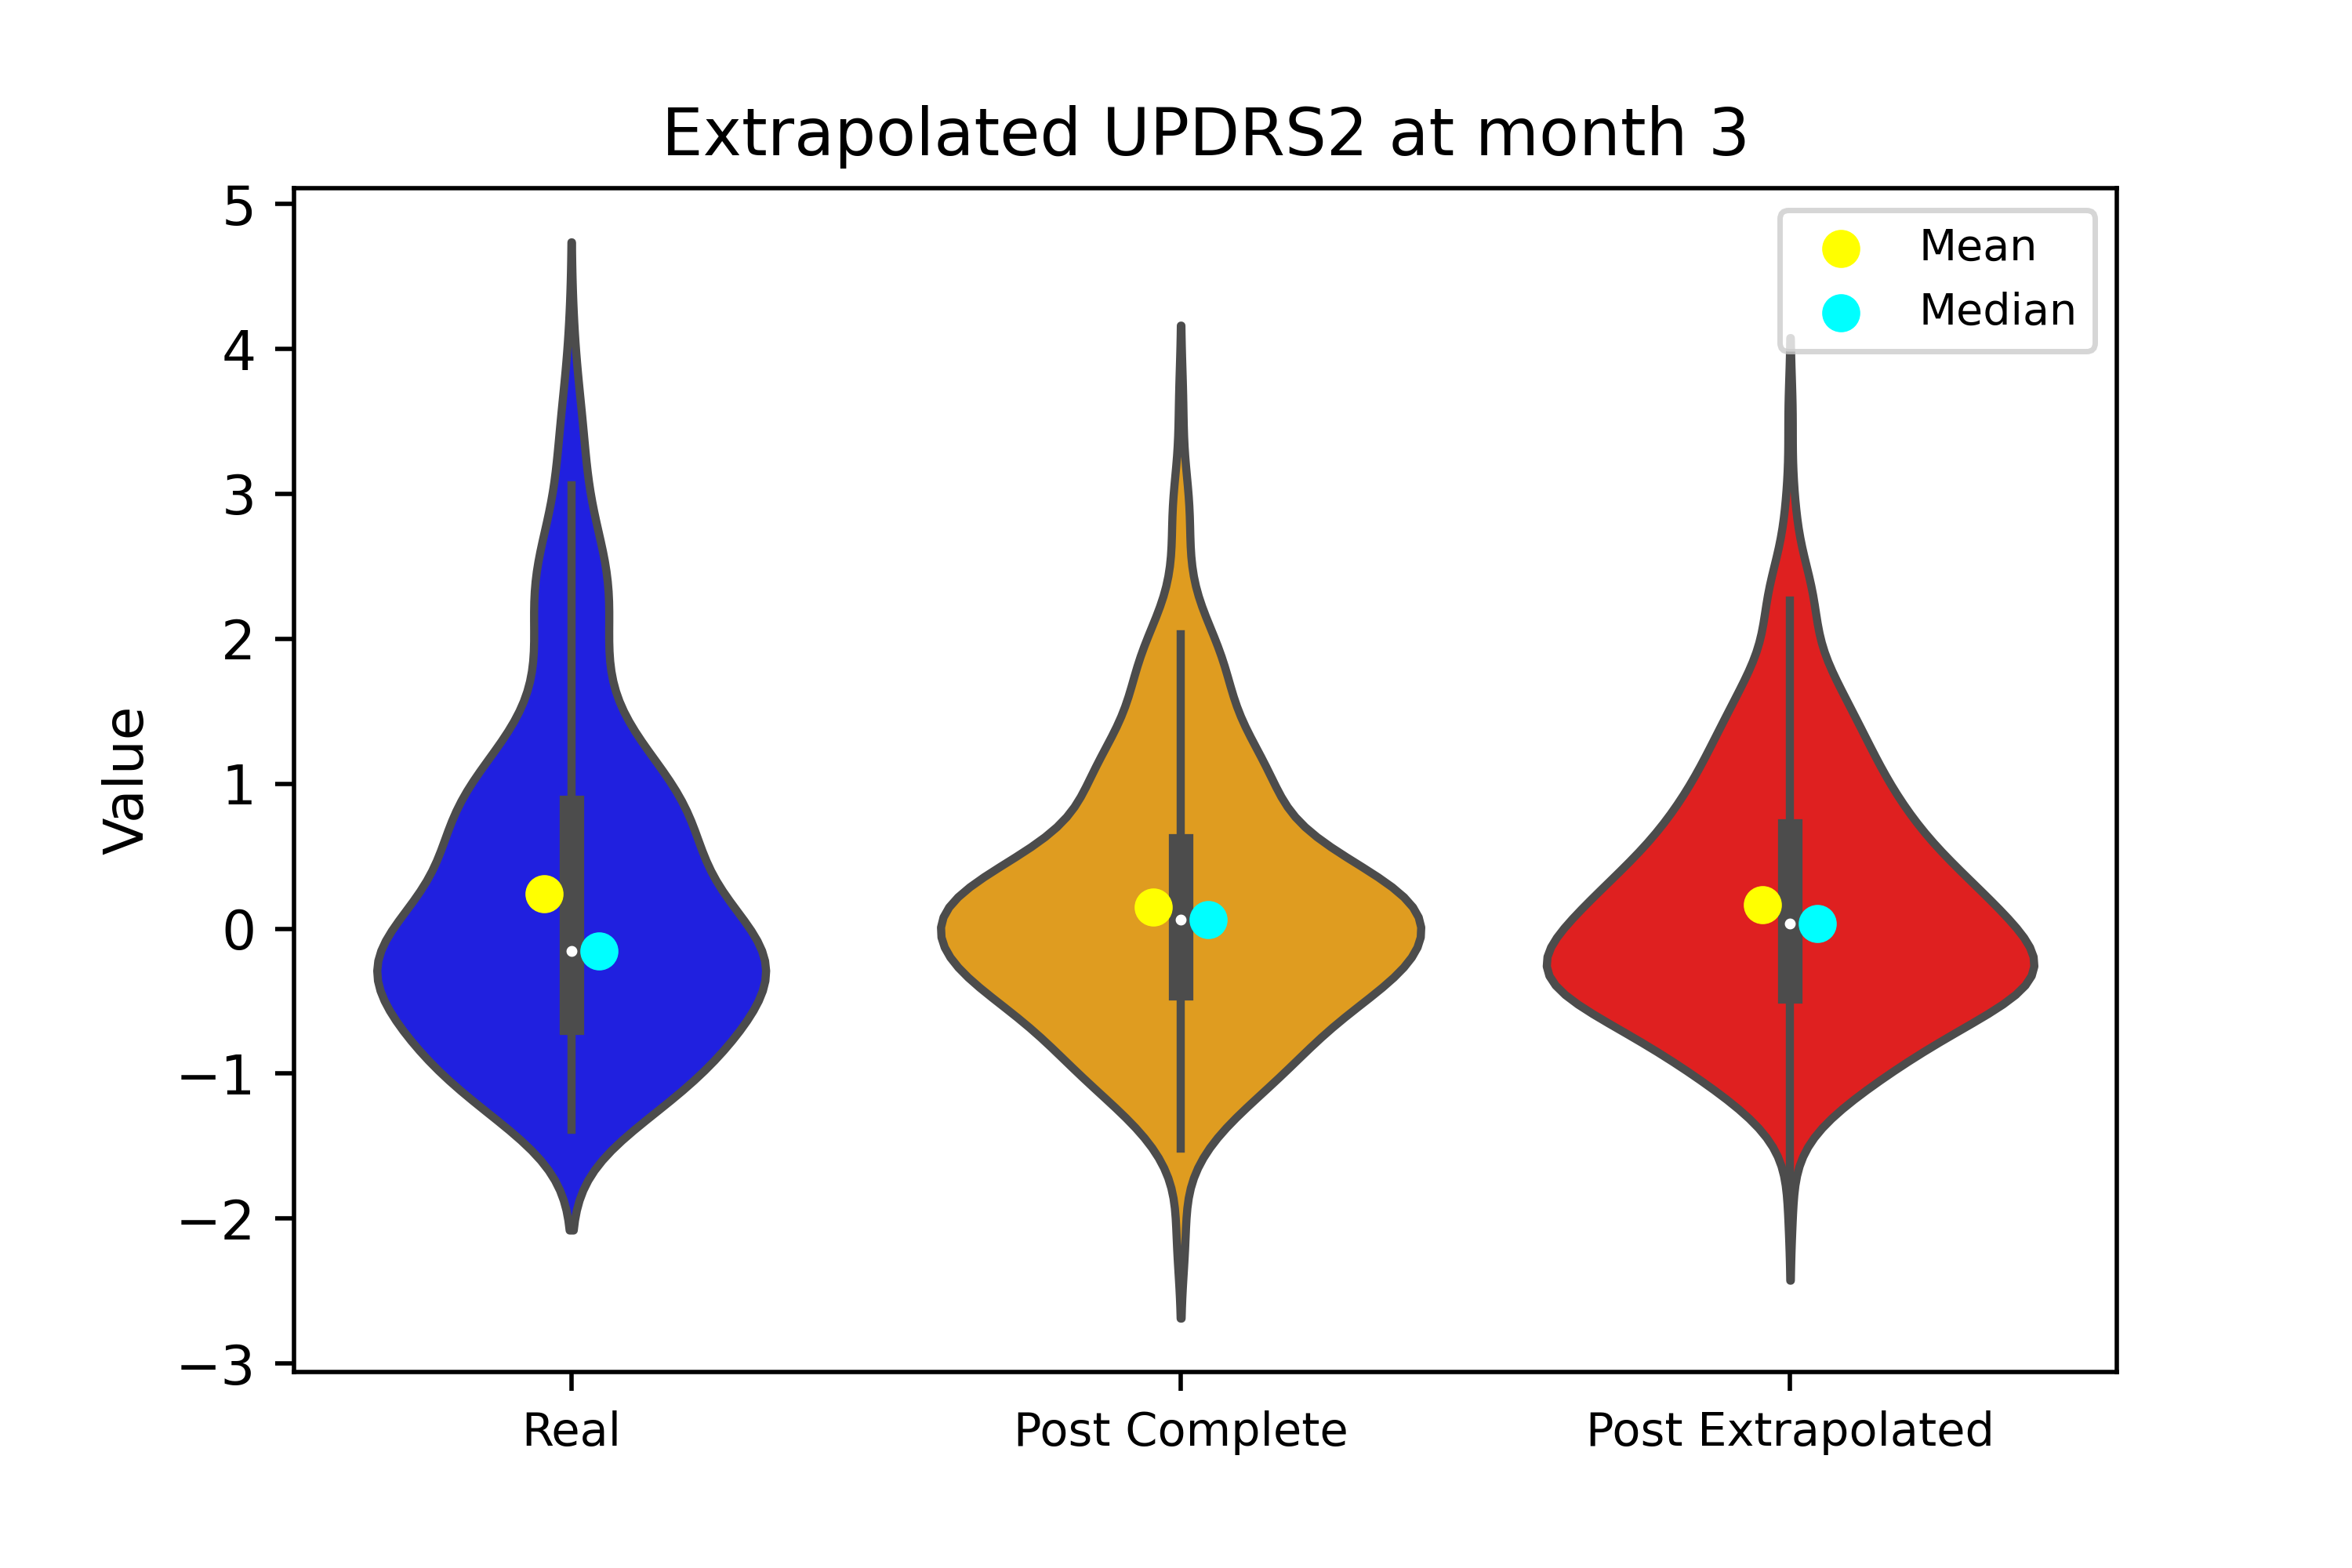 Extrapolated UPDRS2 at month 3
5
4
3
2
1
0
−1
−2
−3
Value
Mean
Median
Real
Post Complete
Post Extrapolated